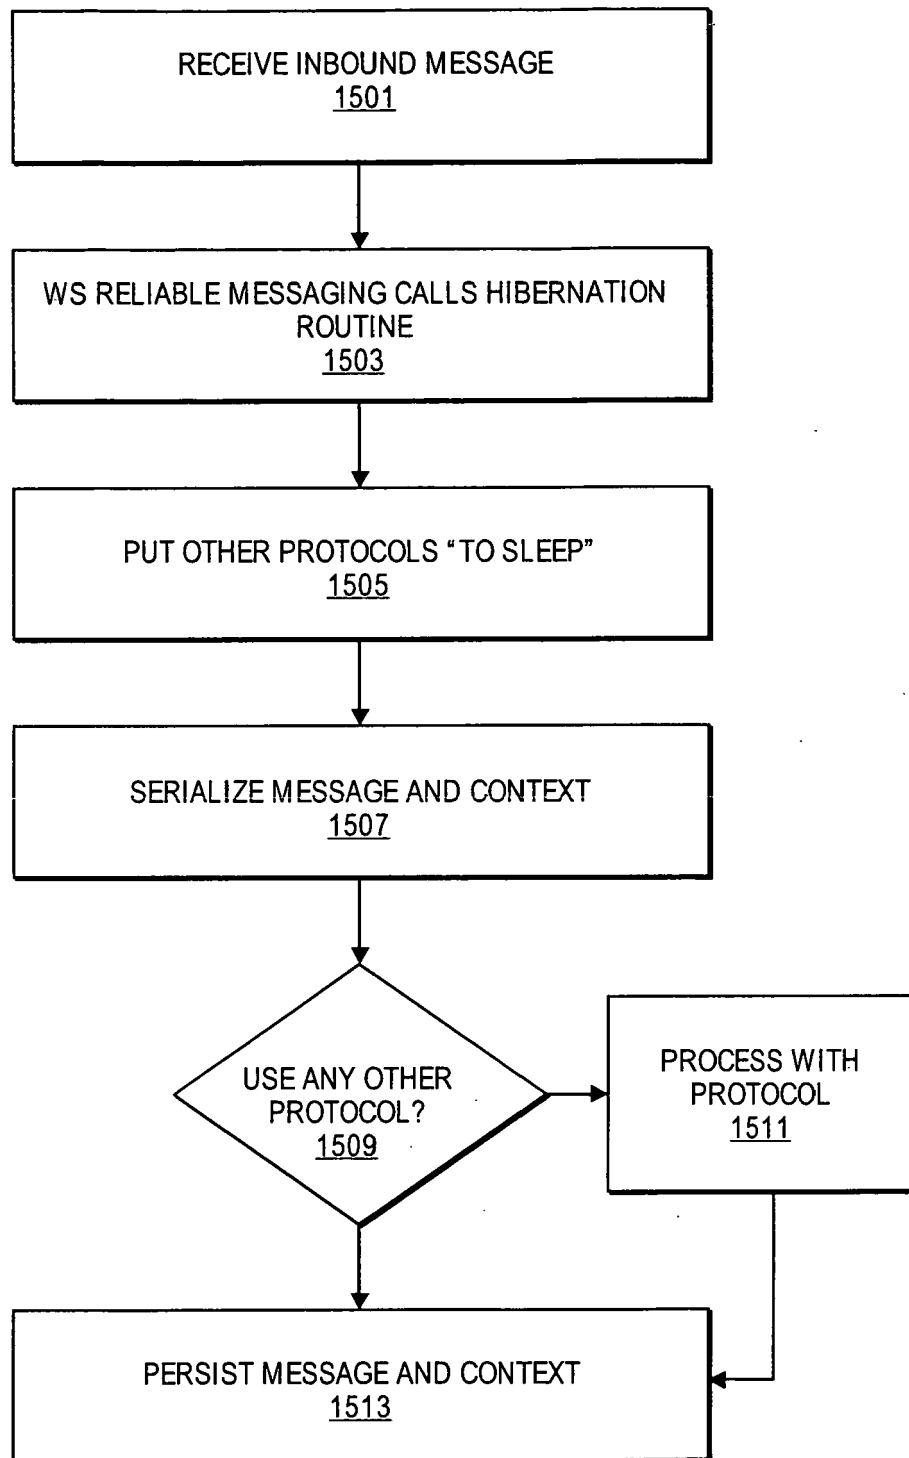 RECEIVE INBOUND MESSAGE
1501
WS RELIABLE MESSAGING CALLS HIBERNATION
ROUTINE
1503
PUT OTHER PROTOCOLS “TO SLEEP”
1505
SERIALIZE MESSAGE AND CONTEXT
1507
USE ANY OTHER
PROTOCOL?
1509
PROCESS WITH
PROTOCOL
1511
PERSIST MESSAGE AND CONTEXT
1513